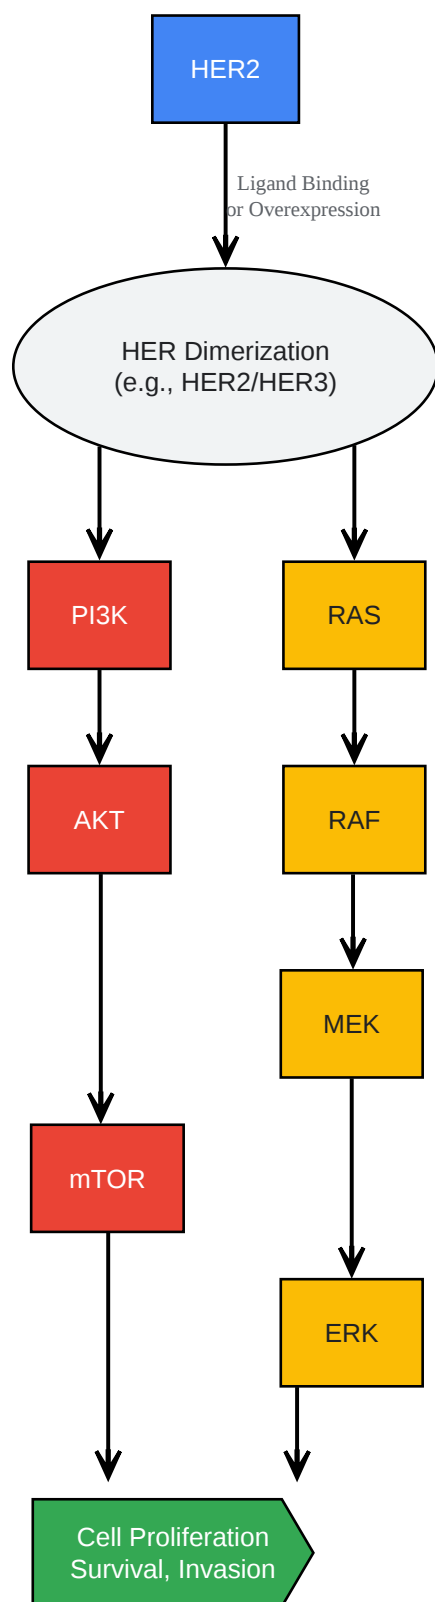 HER2
Ligand Binding
or Overexpression
HER Dimerization
(e.g., HER2/HER3)
PI3K
RAS
AKT
RAF
MEK
mTOR
ERK
Cell Proliferation
Survival, Invasion